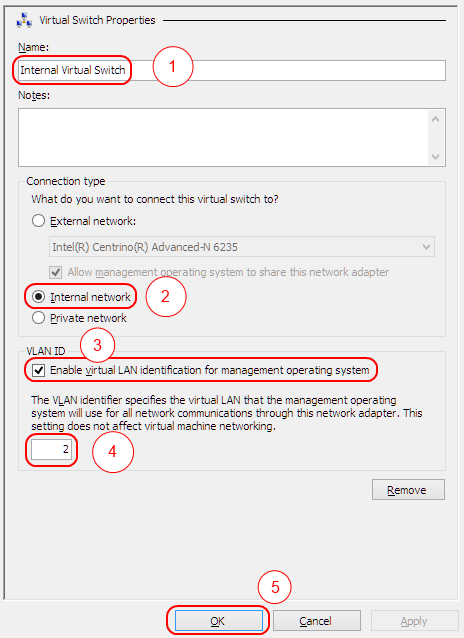 Virtual Switch Properties
Name:
Internal Virtual Switch
1
Notes:
Connection type
What do you want to connect this virtual switch to?
External network:
Intel(R) Centrino(R) Advanced-N 6235
Allow management operating system to share this network adapter
Internal network
2
Private network
3
VLAN ID
Enable virtual LAN identification for management operating system
The VLAN identifier specifies the virtual LAN that the management operating
system will use for all network communications through this network adapter. This
setting does not affect virtual machine networking.
2
4
Remove
5
OK Cancel Apply